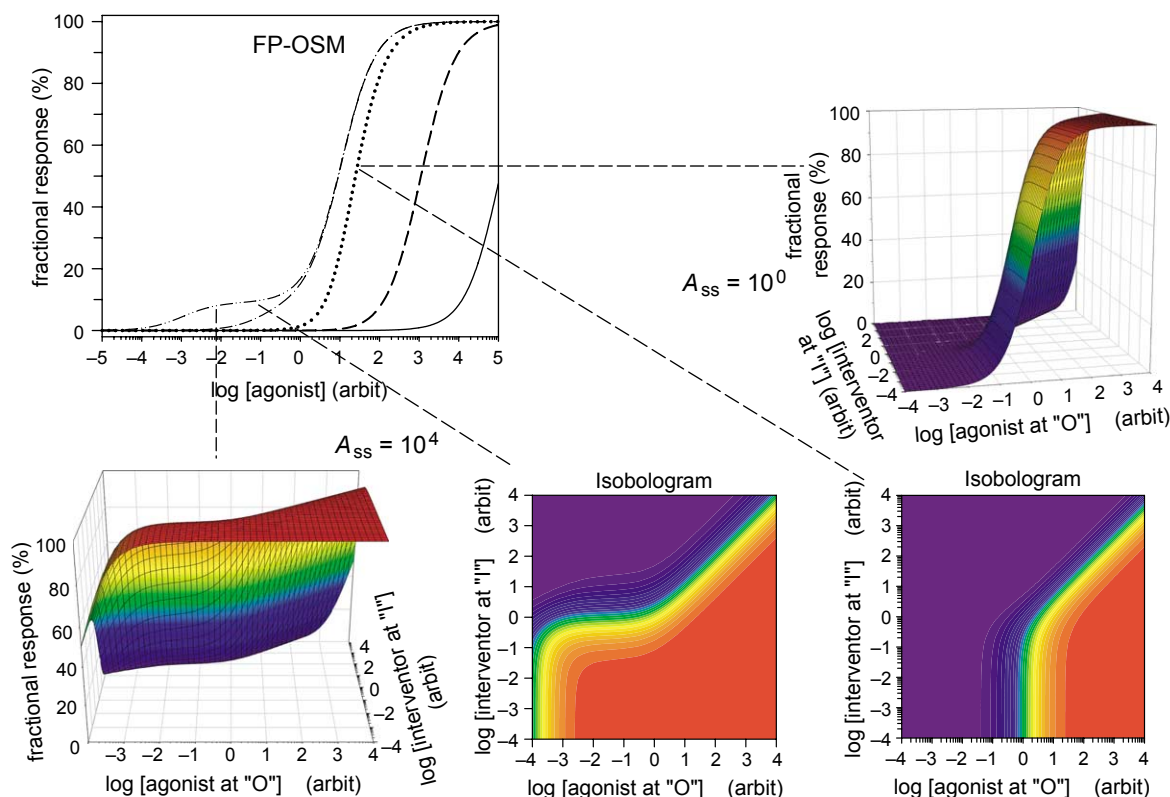 FP-OSM
fractional response (%)
100
80
60
40
20
0
–5 –4 –3 –2 –1 0 1 2 3 4 5
log [agonist] (arbit)
100
80
60
40
20
0
fractional
response (%)
A ss = 10⁰
2
0
–2
–4
log [interventor
at "I"] (arbit)
–4 –3 –2 –1 0 1 2 3 4
log [agonist at "O"] (arbit)
A ss = 10⁴
fractional response (%)
100
80
60
40
20
0
–3 –2 –1 0 1 2 3 4
log [agonist at "O"] (arbit)
4
2
0
–2
–4
log [interventor at "I"]
(arbit)
Isobologram
log [interventor at "I"] (arbit)
4
3
2
1
0
–1
–2
–3
–4
–4 –3 –2 –1 0 1 2 3 4
log [agonist at "O"] (arbit)
Isobologram
log [interventor at "I"] (arbit)
4
3
2
1
0
–1
–2
–3
–4
–4 –3 –2 –1 0 1 2 3 4
log [agonist at "O"] (arbit)